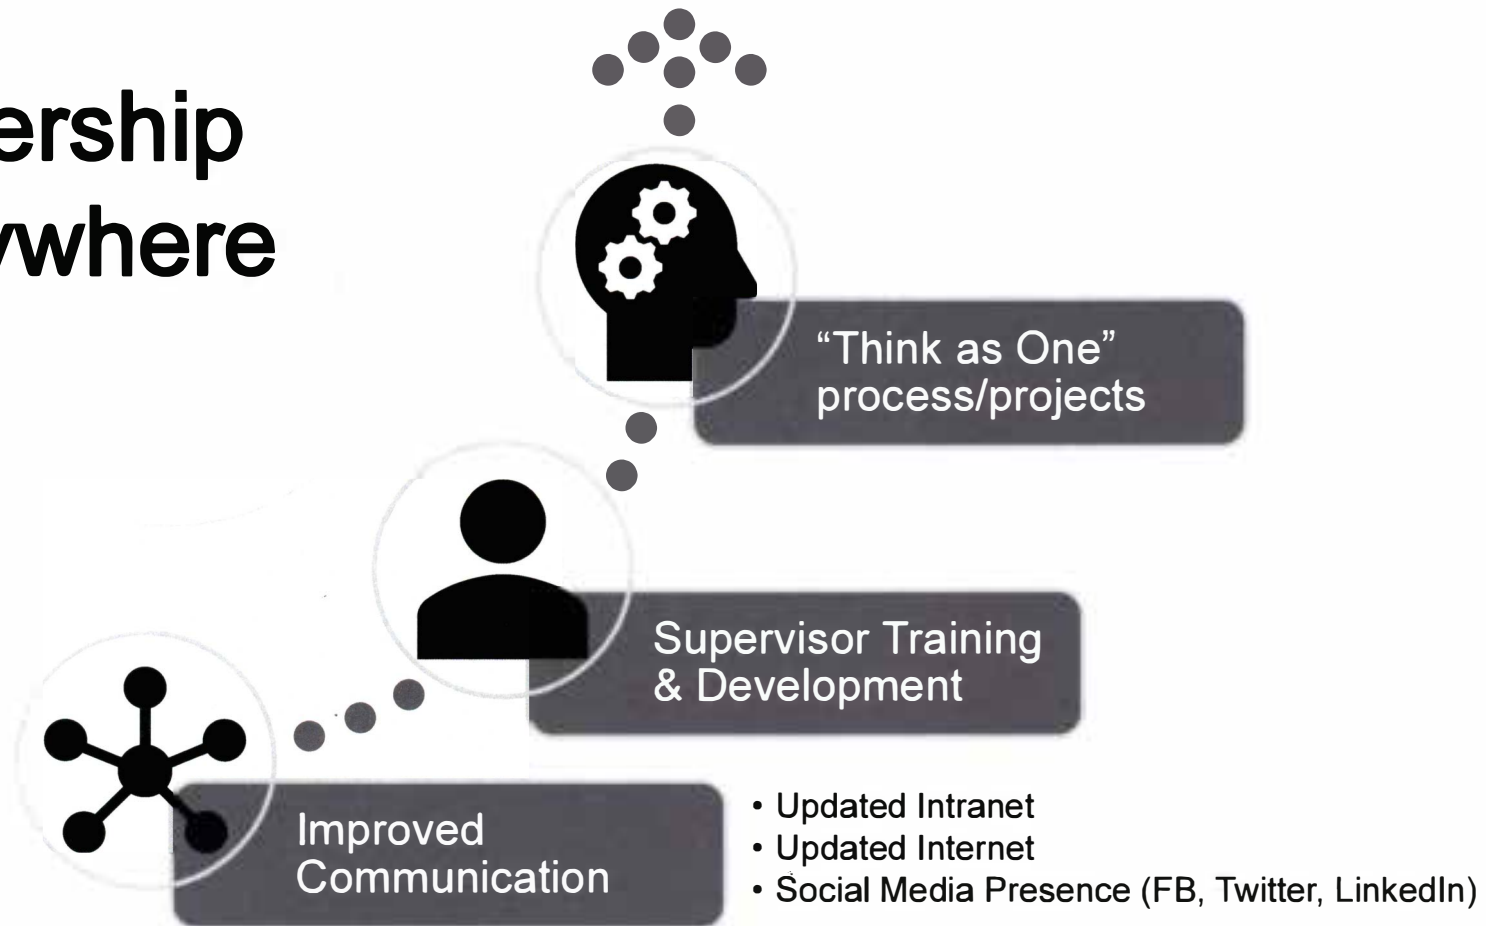 ership
ywhere
“Think as One”
process/projects
Supervisor Training
& Development
Improved
Communication
• Updated Intranet
• Updated Internet
• Social Media Presence (FB, Twitter, LinkedIn)